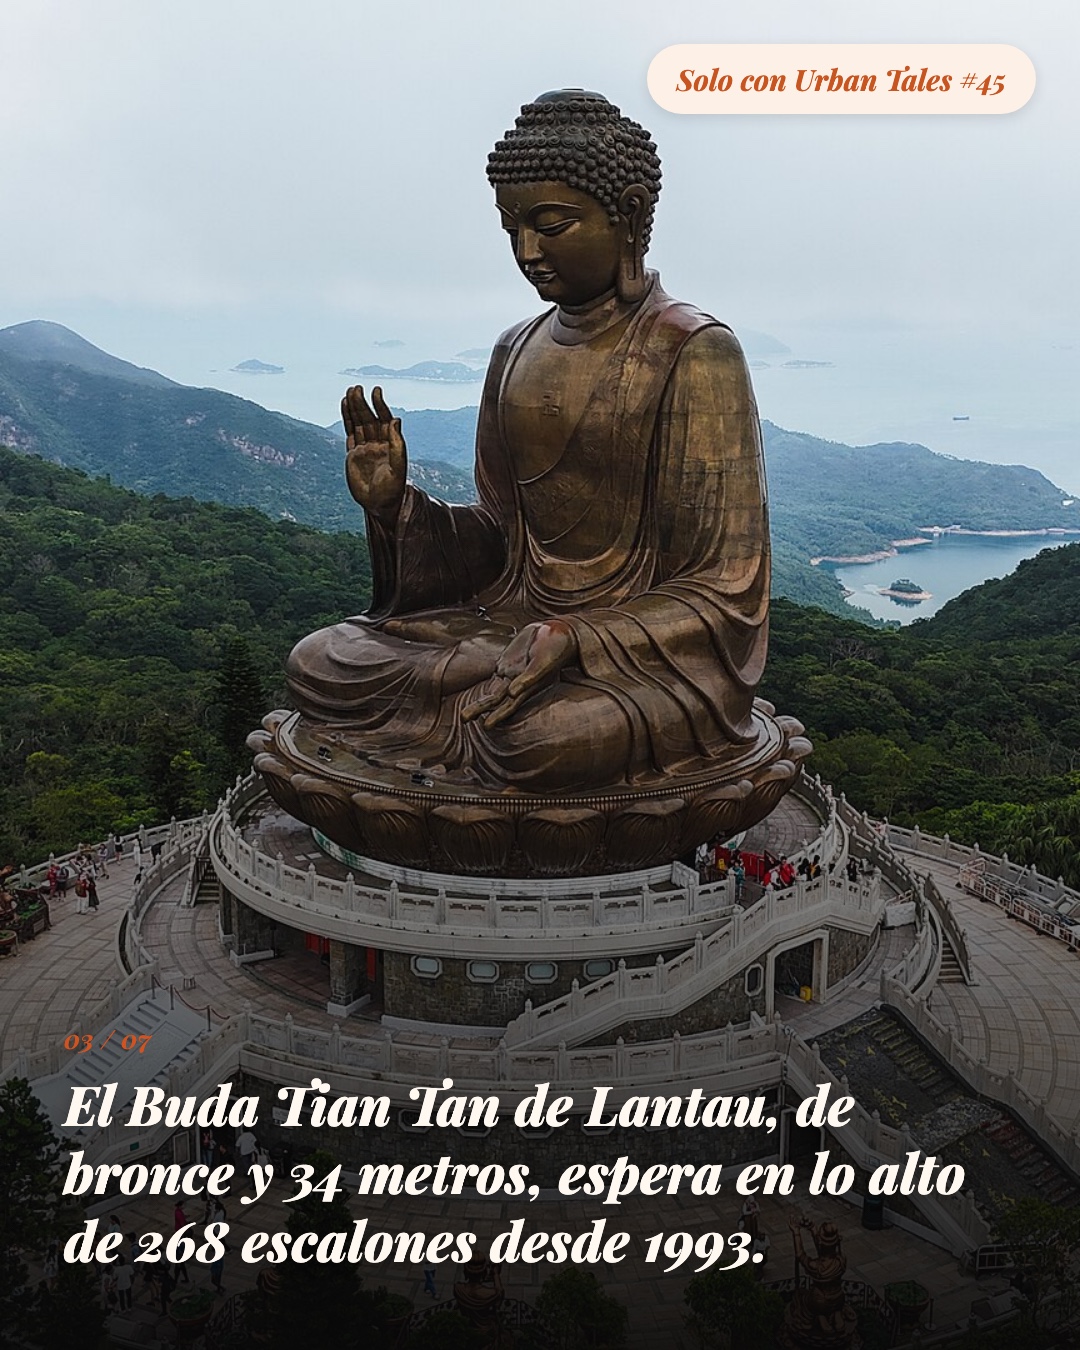 Solo con Urban Tales #45
03 / 07
El Buda Tian Tan de Lantau, de
bronce y 34 metros, espera en lo alto
de 268 escalones desde 1993.